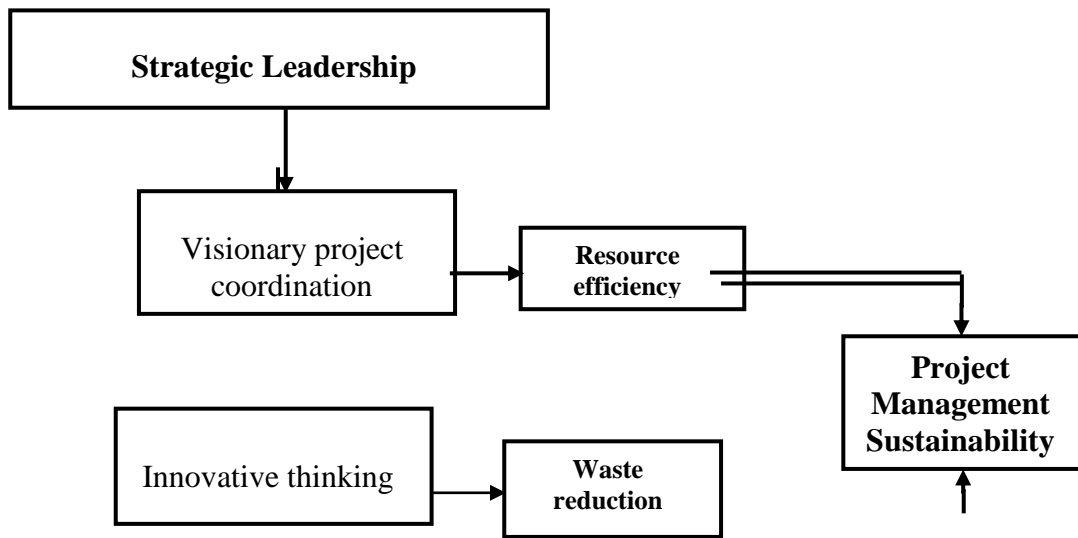 Strategic Leadership
Visionary project
coordination
Resource
efficiency
Project
Management
Sustainability
Innovative thinking
Waste
reduction